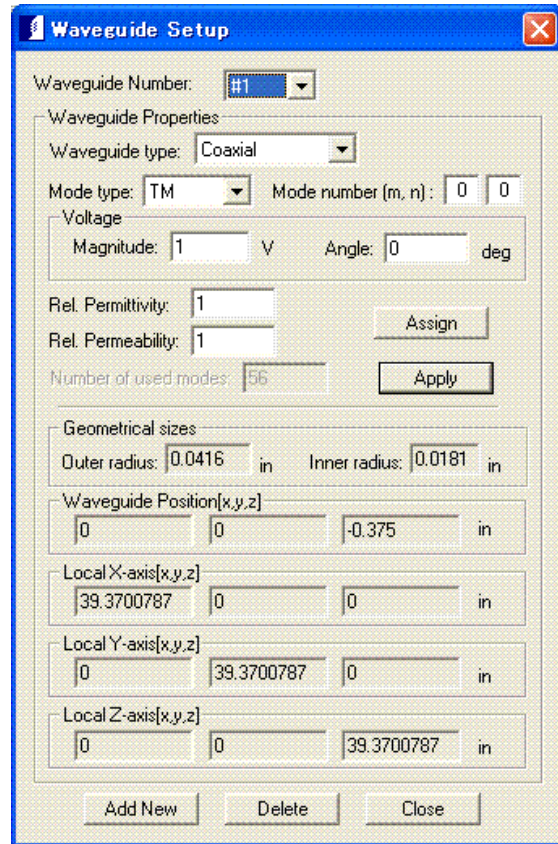 Waveguide Setup
Waveguide Number: #1
Waveguide Properties
Waveguide type: Coaxial
Mode type: TM Mode number (m, n) : 0 0
Voltage
Magnitude: 1 V Angle: 0 deg
Rel. Permittivity: 1
Assign
Rel. Permeability: 1
Number of used modes: 56 Apply
Geometrical sizes
Outer radius: 0.0416 in Inner radius: 0.0181 in
Waveguide Position[x,y,z]
0 0 -0.375 in
Local X-axis[x,y,z]
39.3700787 0 0 in
Local Y-axis[x,y,z]
0 39.3700787 0 in
Local Z-axis[x,y,z]
0 0 39.3700787 in
Add New Delete Close